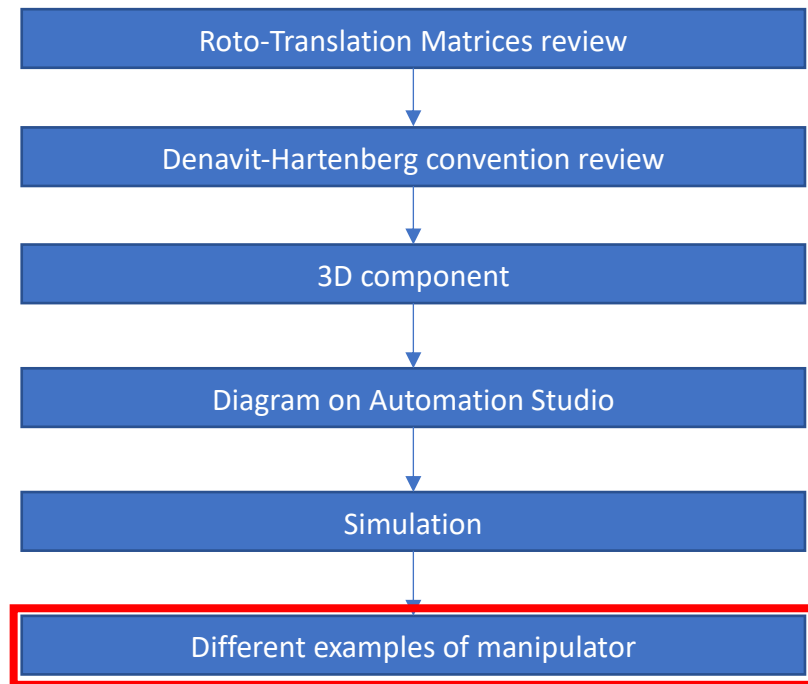 Roto-Translation Matrices review
Denavit-Hartenberg convention review
3D component
Diagram on Automation Studio
Simulation
Different examples of manipulator